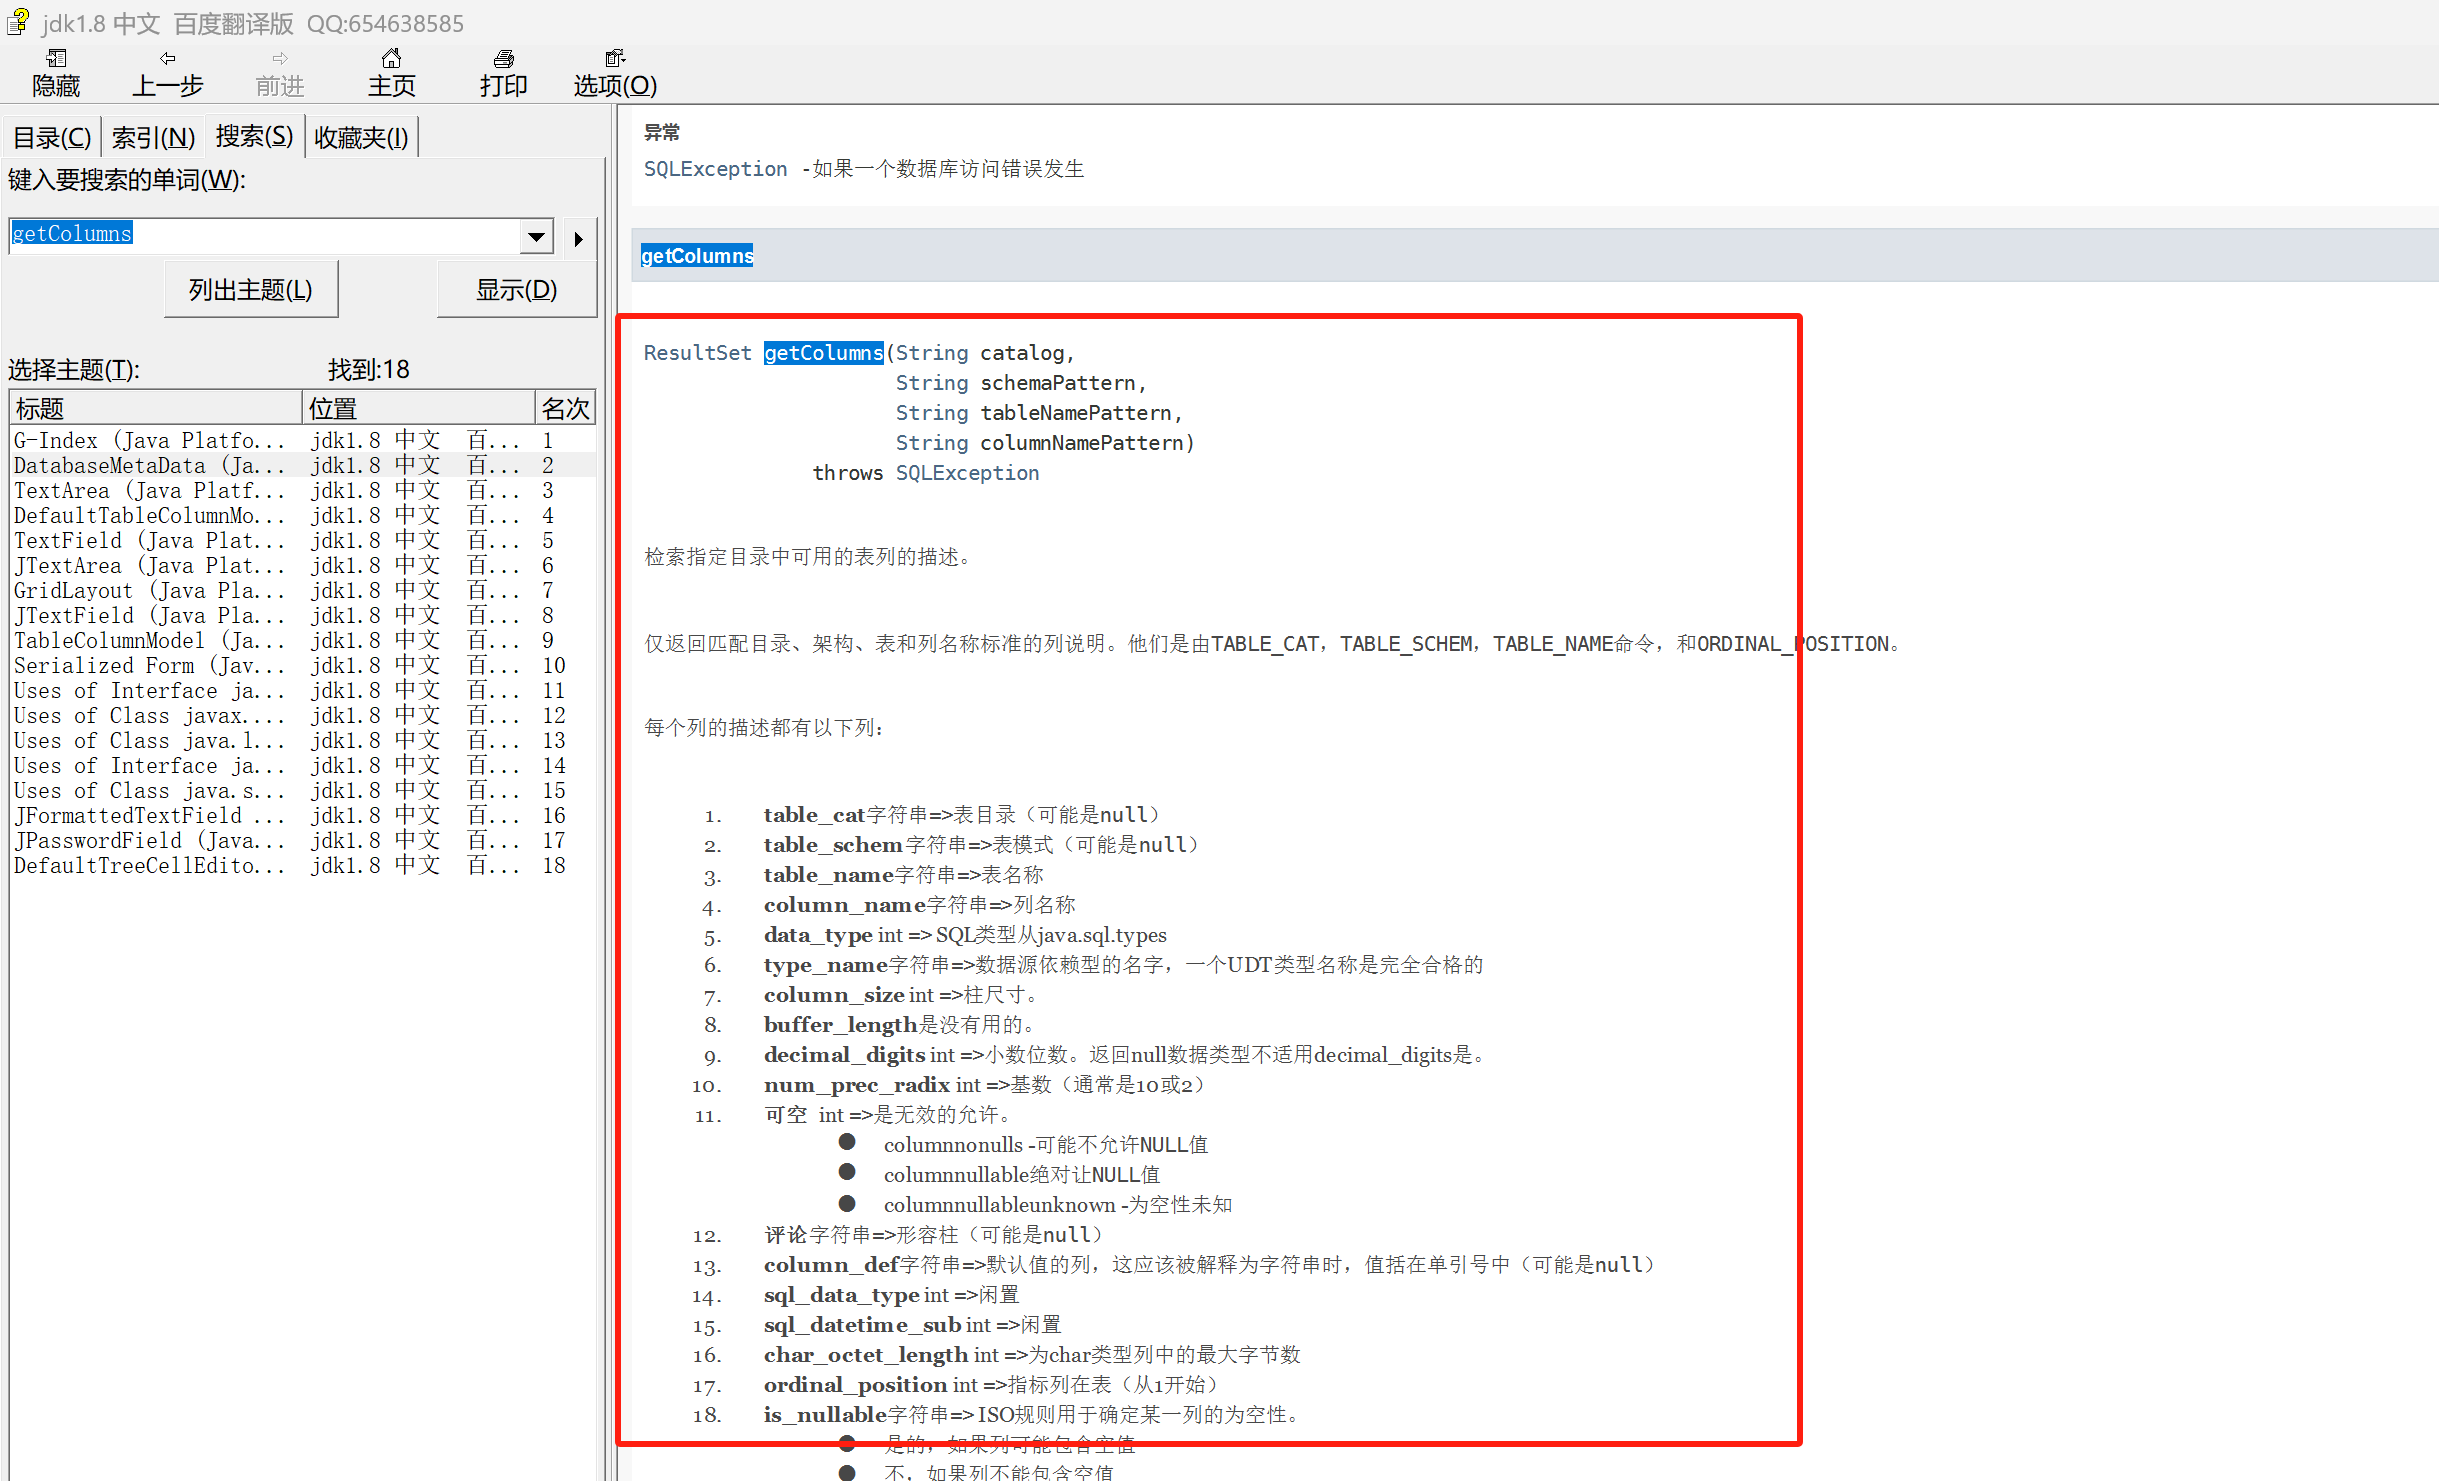 jdk1.8 中文 百度翻译版 QQ:654638585
隐藏 上一步 前进 主页 打印 选项(O)
目录(C) 索引(N) 搜索(S) 收藏夹(I)
键入要搜索的单词(W):
getColumns
列出主题(L) 显示(D)
选择主题(T): 找到:18
标题 位置 名次
G-Index (Java Platfo... jdk1.8 中文 百... 1
DatabaseMetaData (Ja... jdk1.8 中文 百... 2
TextArea (Java Platf... jdk1.8 中文 百... 3
DefaultTableColumnMo... jdk1.8 中文 百... 4
TextField (Java Plat... jdk1.8 中文 百... 5
JTextArea (Java Plat... jdk1.8 中文 百... 6
GridLayout (Java Pla... jdk1.8 中文 百... 7
JTextField (Java Pla... jdk1.8 中文 百... 8
TableColumnModel (Ja... jdk1.8 中文 百... 9
Serialized Form (Jav... jdk1.8 中文 百... 10
Uses of Interface ja... jdk1.8 中文 百... 11
Uses of Class javax.... jdk1.8 中文 百... 12
Uses of Class java.l... jdk1.8 中文 百... 13
Uses of Interface ja... jdk1.8 中文 百... 14
Uses of Class java.s... jdk1.8 中文 百... 15
JFormattedTextField ... jdk1.8 中文 百... 16
JPasswordField (Java... jdk1.8 中文 百... 17
DefaultTreeCellEdito... jdk1.8 中文 百... 18
异常
SQLException -如果一个数据库访问错误发生
getColumns
ResultSet getColumns(String catalog,
String schemaPattern,
String tableNamePattern,
String columnNamePattern)
throws SQLException
检索指定目录中可用的表列的描述。
仅返回匹配目录、架构、表和列名称标准的列说明。他们是由TABLE_CAT，TABLE_SCHEM，TABLE_NAME命令，和ORDINAL_POSITION。
每个列的描述都有以下列：
1. table_cat字符串=>表目录（可能是null）
2. table_schem字符串=>表模式（可能是null）
3. table_name字符串=>表名称
4. column_name字符串=>列名称
5. data_type int => SQL类型从java.sql.types
6. type_name字符串=>数据源依赖型的名字，一个UDT类型名称是完全合格的
7. column_size int =>柱尺寸。
8. buffer_length是没有用的。
9. decimal_digits int =>小数位数。返回null数据类型不适用decimal_digits是。
10. num_prec_radix int =>基数（通常是10或2）
11. 可空 int =>是无效的允许。
● columnnonulls -可能不允许NULL值
● columnnullable绝对让NULL值
● columnnullableunknown -为空性未知
12. 评论字符串=>形容柱（可能是null）
13. column_def字符串=>默认值的列，这应该被解释为字符串时，值括在单引号中（可能是null）
14. sql_data_type int =>闲置
15. sql_datetime_sub int =>闲置
16. char_octet_length int =>为char类型列中的最大字节数
17. ordinal_position int =>指标列在表（从1开始）
18. is_nullable字符串=> ISO规则用于确定某一列的为空性。
● 是的，如果列可能包含空值
● 不，如果列不能包含空值